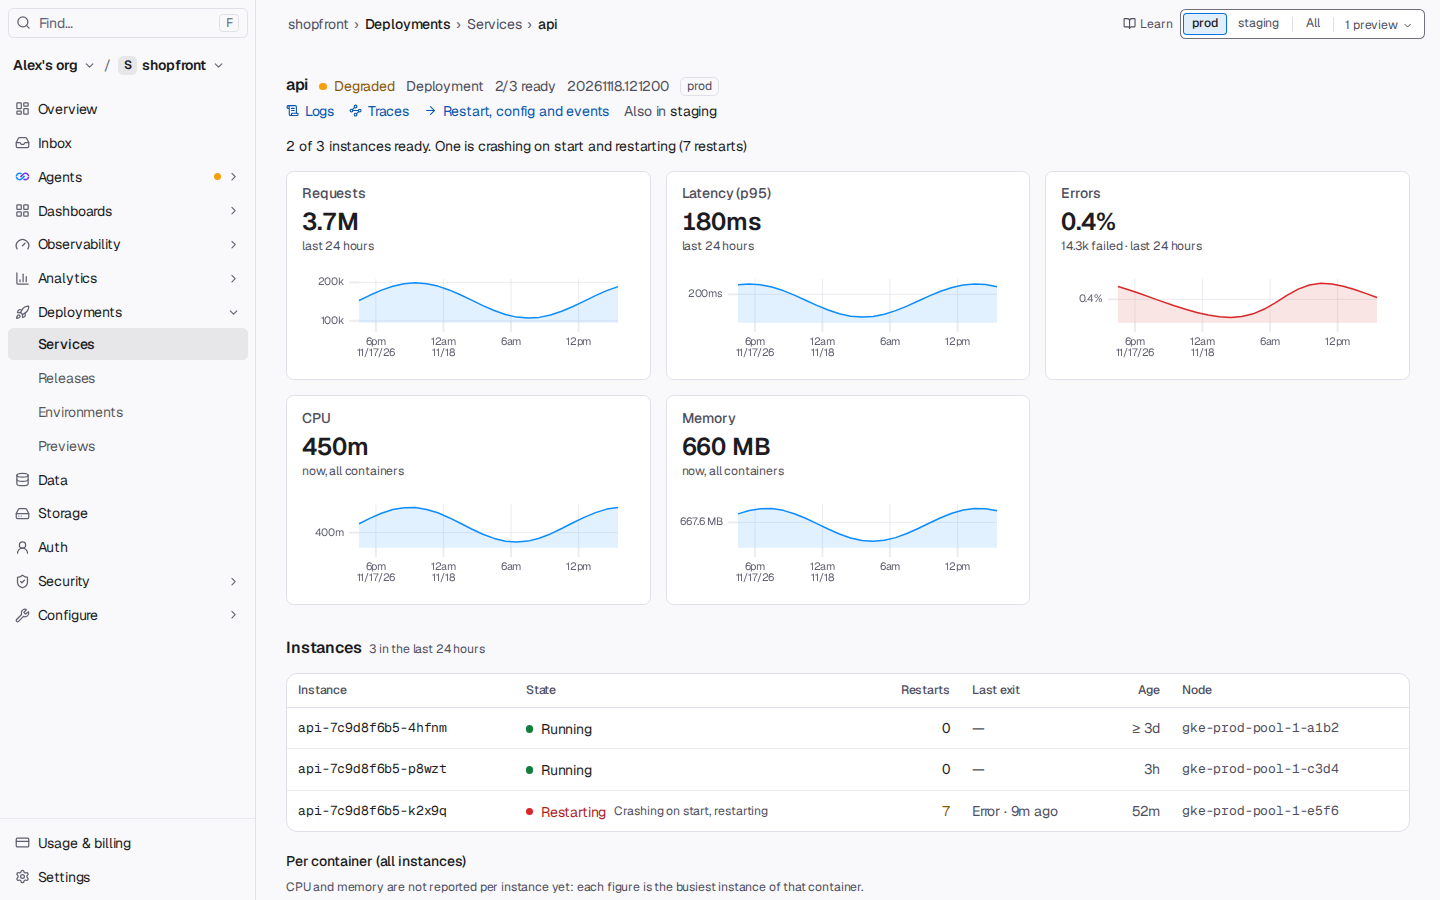 Find...
F
Alex's org / S shopfront
Overview
Inbox
Agents
Dashboards
Observability
Analytics
Deployments
Services
Releases
Environments
Previews
Data
Storage
Auth
Security
Configure
Usage & billing
Settings
shopfront › Deployments › Services › api
Learn
prod staging All 1 preview
api Degraded Deployment 2/3 ready 20261118.121200 prod
Logs Traces Restart, config and events Also in staging
2 of 3 instances ready. One is crashing on start and restarting (7 restarts)
Requests
3.7M
last 24 hours
200k
100k
6pm 12am 6am 12pm
11/17/26 11/18
Latency (p95)
180ms
last 24 hours
200ms
6pm 12am 6am 12pm
11/17/26 11/18
Errors
0.4%
14.3k failed · last 24 hours
0.4%
6pm 12am 6am 12pm
11/17/26 11/18
CPU
450m
now, all containers
400m
6pm 12am 6am 12pm
11/17/26 11/18
Memory
660 MB
now, all containers
667.6 MB
6pm 12am 6am 12pm
11/17/26 11/18
Instances 3 in the last 24 hours
Instance State Restarts Last exit Age Node
api-7c9d8f6b5-4hfnm Running 0 — ≥ 3d gke-prod-pool-1-a1b2
api-7c9d8f6b5-p8wzt Running 0 — 3h gke-prod-pool-1-c3d4
api-7c9d8f6b5-k2x9q Restarting Crashing on start, restarting 7 Error · 9m ago 52m gke-prod-pool-1-e5f6
Per container (all instances)
CPU and memory are not reported per instance yet: each figure is the busiest instance of that container.